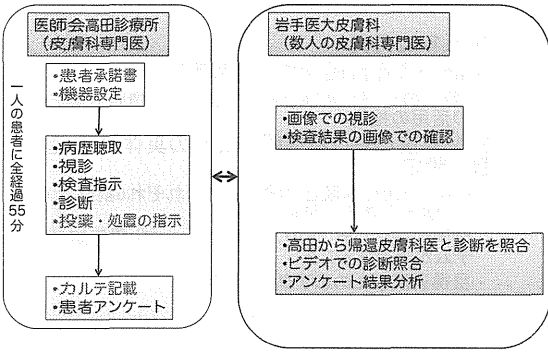 医師会高田診療所
(皮膚科専門医)
・患者承諾書
・機器設定
・病歴聴取
・視診
・検査指示
・診断
・投薬・処置の指示
・カルテ記載
・患者アンケート
一人の患者に全経過55分
岩手医大皮膚科
(数人の皮膚科専門医)
・画像での視診
・検査結果の画像での確認
・高田から帰還皮膚科医と診断を照合
・ビデオでの診断照合
・アンケート結果分析